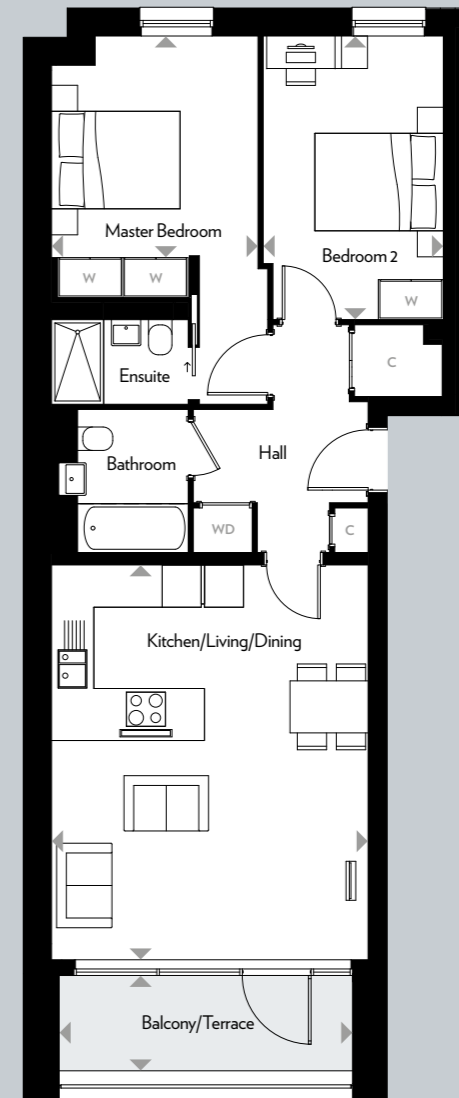 Master Bedroom
Bedroom 2
W
W
W
Ensuite
C
Bathroom
Hall
WD
C
Kitchen/Living/Dining
Balcony/Terrace